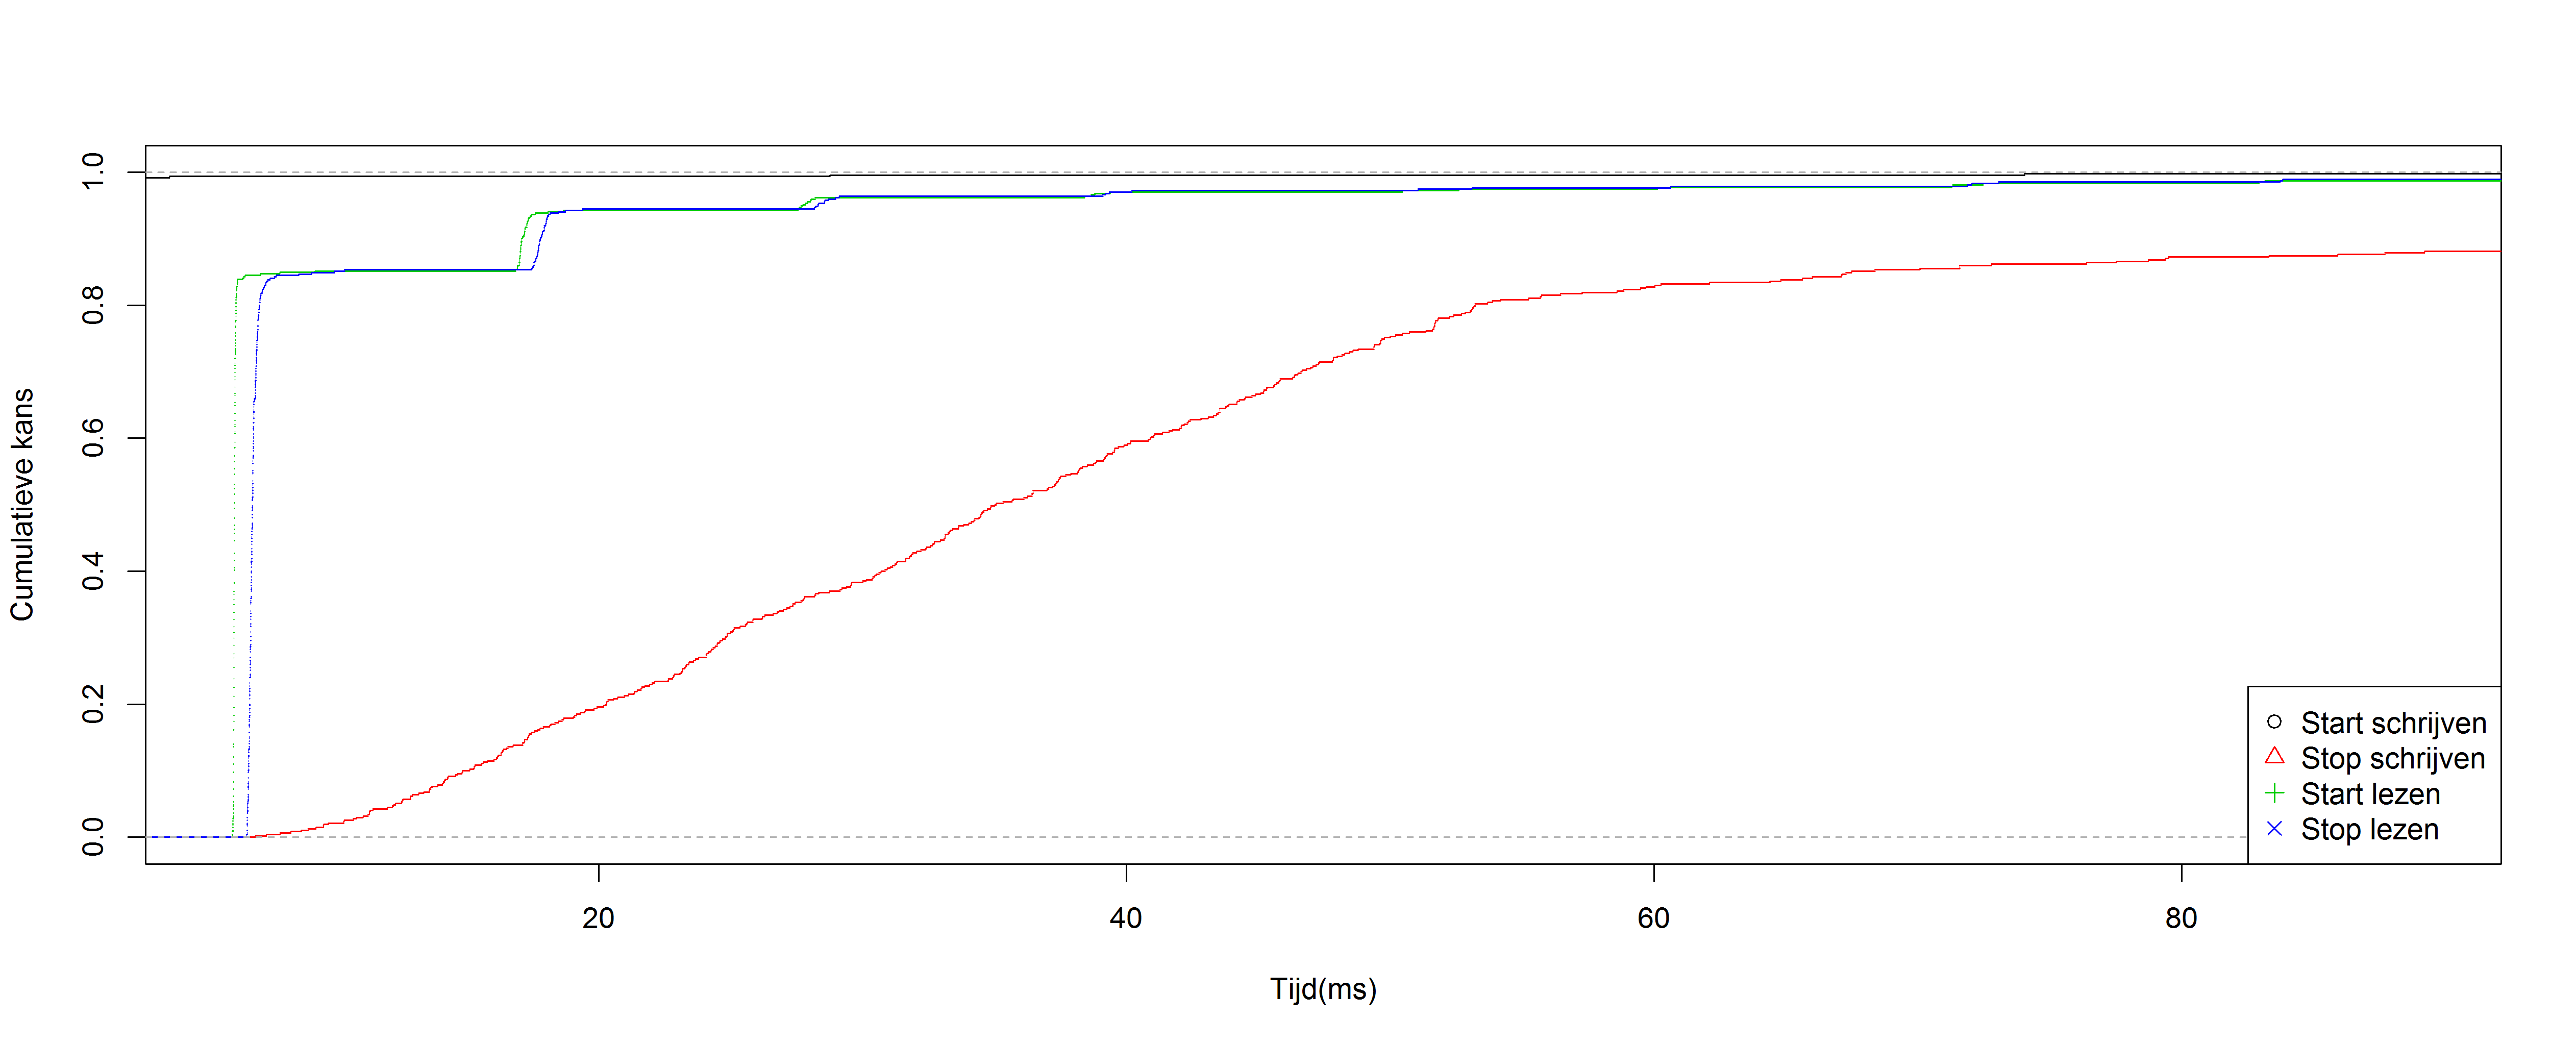 Cumulatieve kans
1.0
0.8
0.6
0.4
0.2
0.0
Start schrijven
Stop schrijven
Start lezen
Stop lezen
20 40 60 80
Tijd(ms)